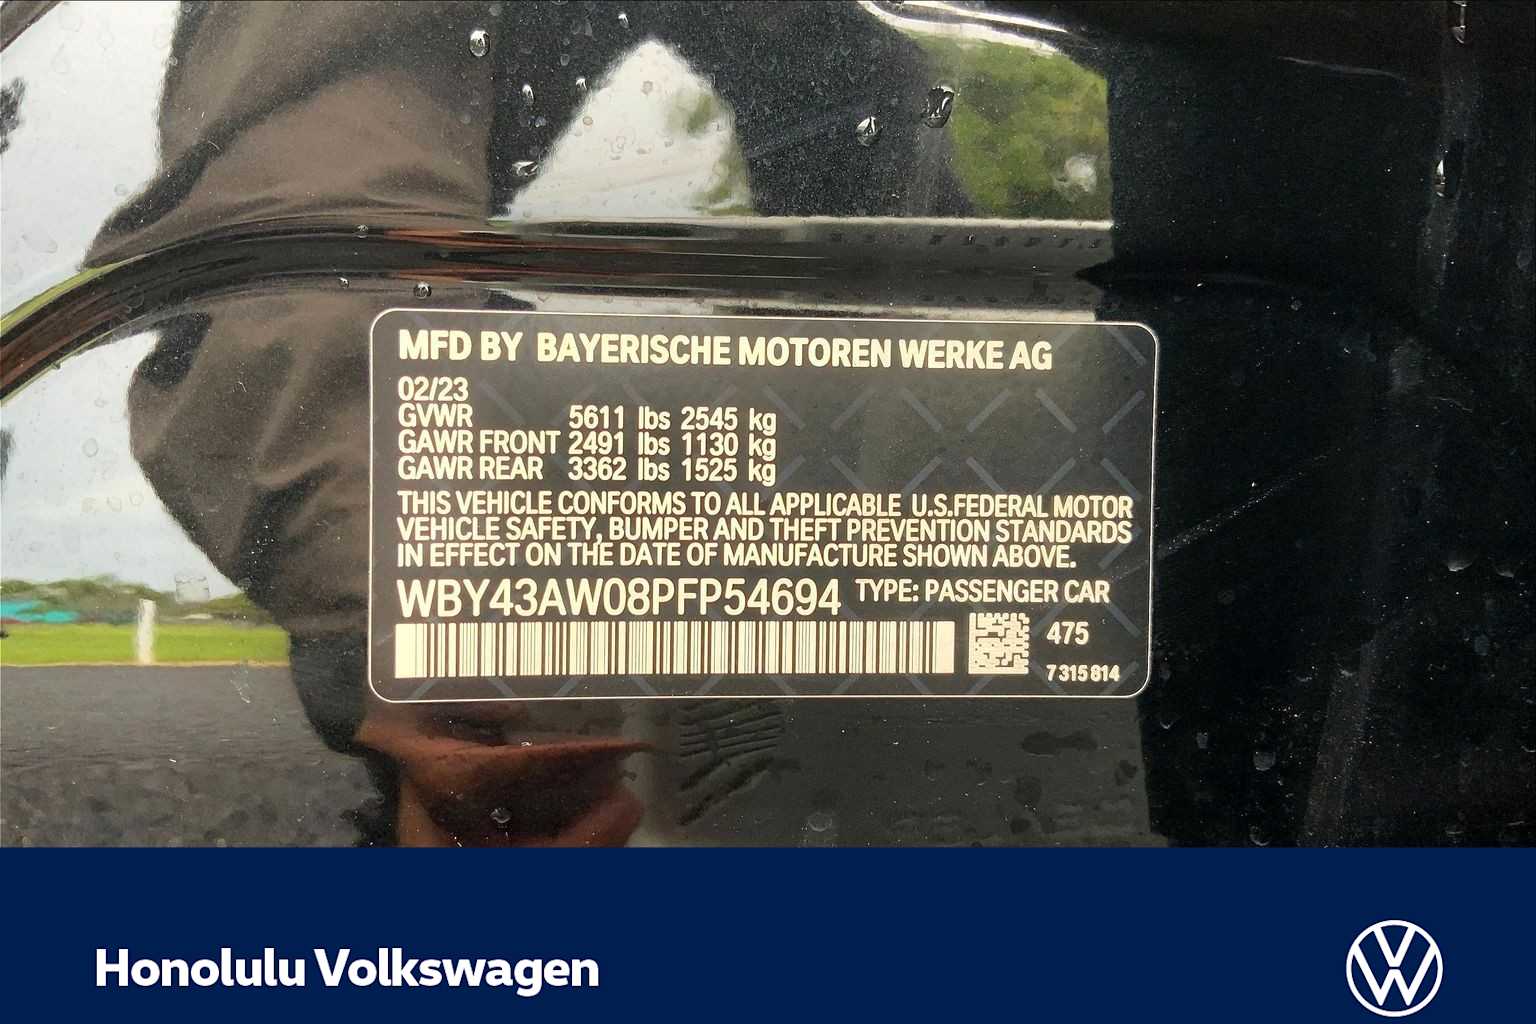 MFD BY BAYERISCHE MOTOREN WERKE AG
02/23
GVWR 5611 lbs 2545 kg
GAWR FRONT 2491 lbs 1130 kg
GAWR REAR 3362 lbs 1525 kg
THIS VEHICLE CONFORMS TO ALL APPLICABLE U.S.FEDERAL MOTOR
VEHICLE SAFETY, BUMPER AND THEFT PREVENTION STANDARDS
IN EFFECT ON THE DATE OF MANUFACTURE SHOWN ABOVE.
WBY43AW08PFP54694 TYPE: PASSENGER CAR
475
7 315 814
Honolulu Volkswagen